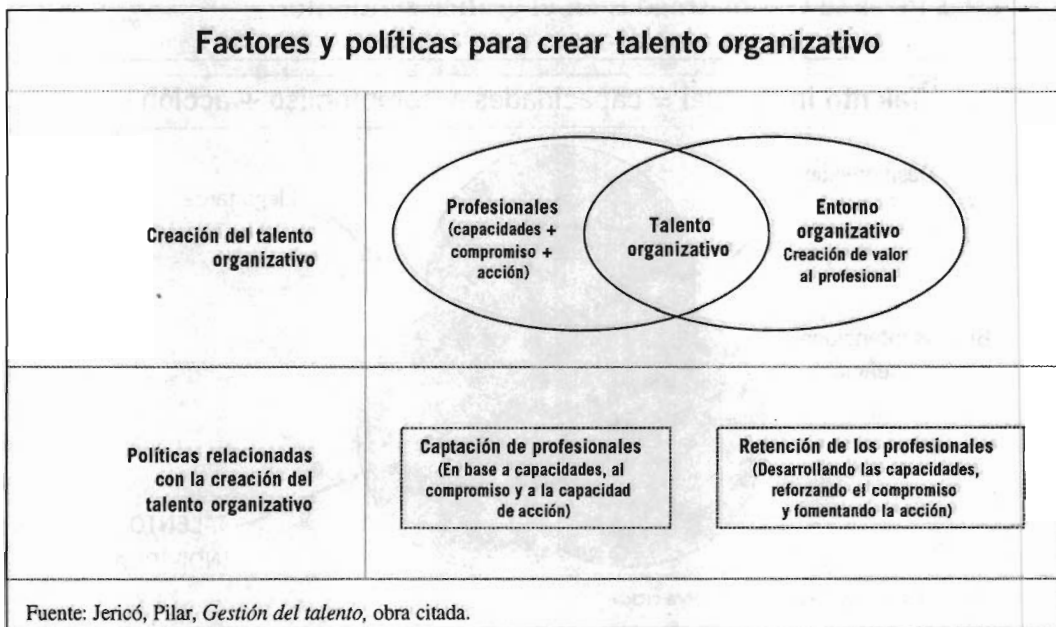 Factores y políticas para crear talento organizativo
Creación del talento
organizativo
Profesionales
(capacidades +
compromiso +
acción)
Talento
organizativo
Entorno
organizativo
Creación de valor
al profesional
Políticas relacionadas
con la creación del
talento organizativo
Captación de profesionales
(En base a capacidades, al
compromiso y a la capacidad
de acción)
Retención de los profesionales
(Desarrollando las capacidades,
reforzando el compromiso
y fomentando la acción)
Fuente: Jericó, Pilar, Gestión del talento, obra citada.